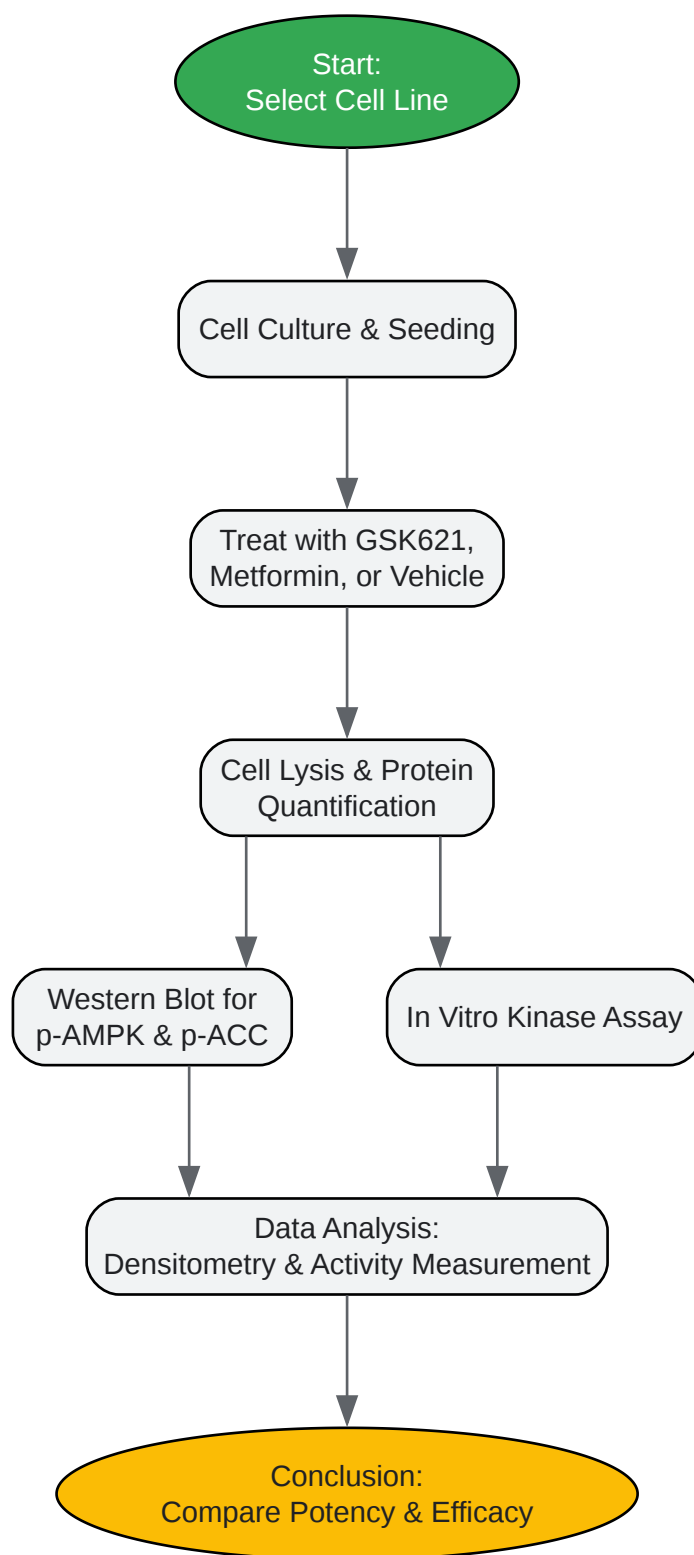 Start:
Select Cell Line
Cell Culture & Seeding
Treat with GSK621,
Metformin, or Vehicle
Cell Lysis & Protein
Quantification
Western Blot for
p-AMPK & p-ACC
In Vitro Kinase Assay
Data Analysis:
Densitometry & Activity Measurement
Conclusion:
Compare Potency & Efficacy